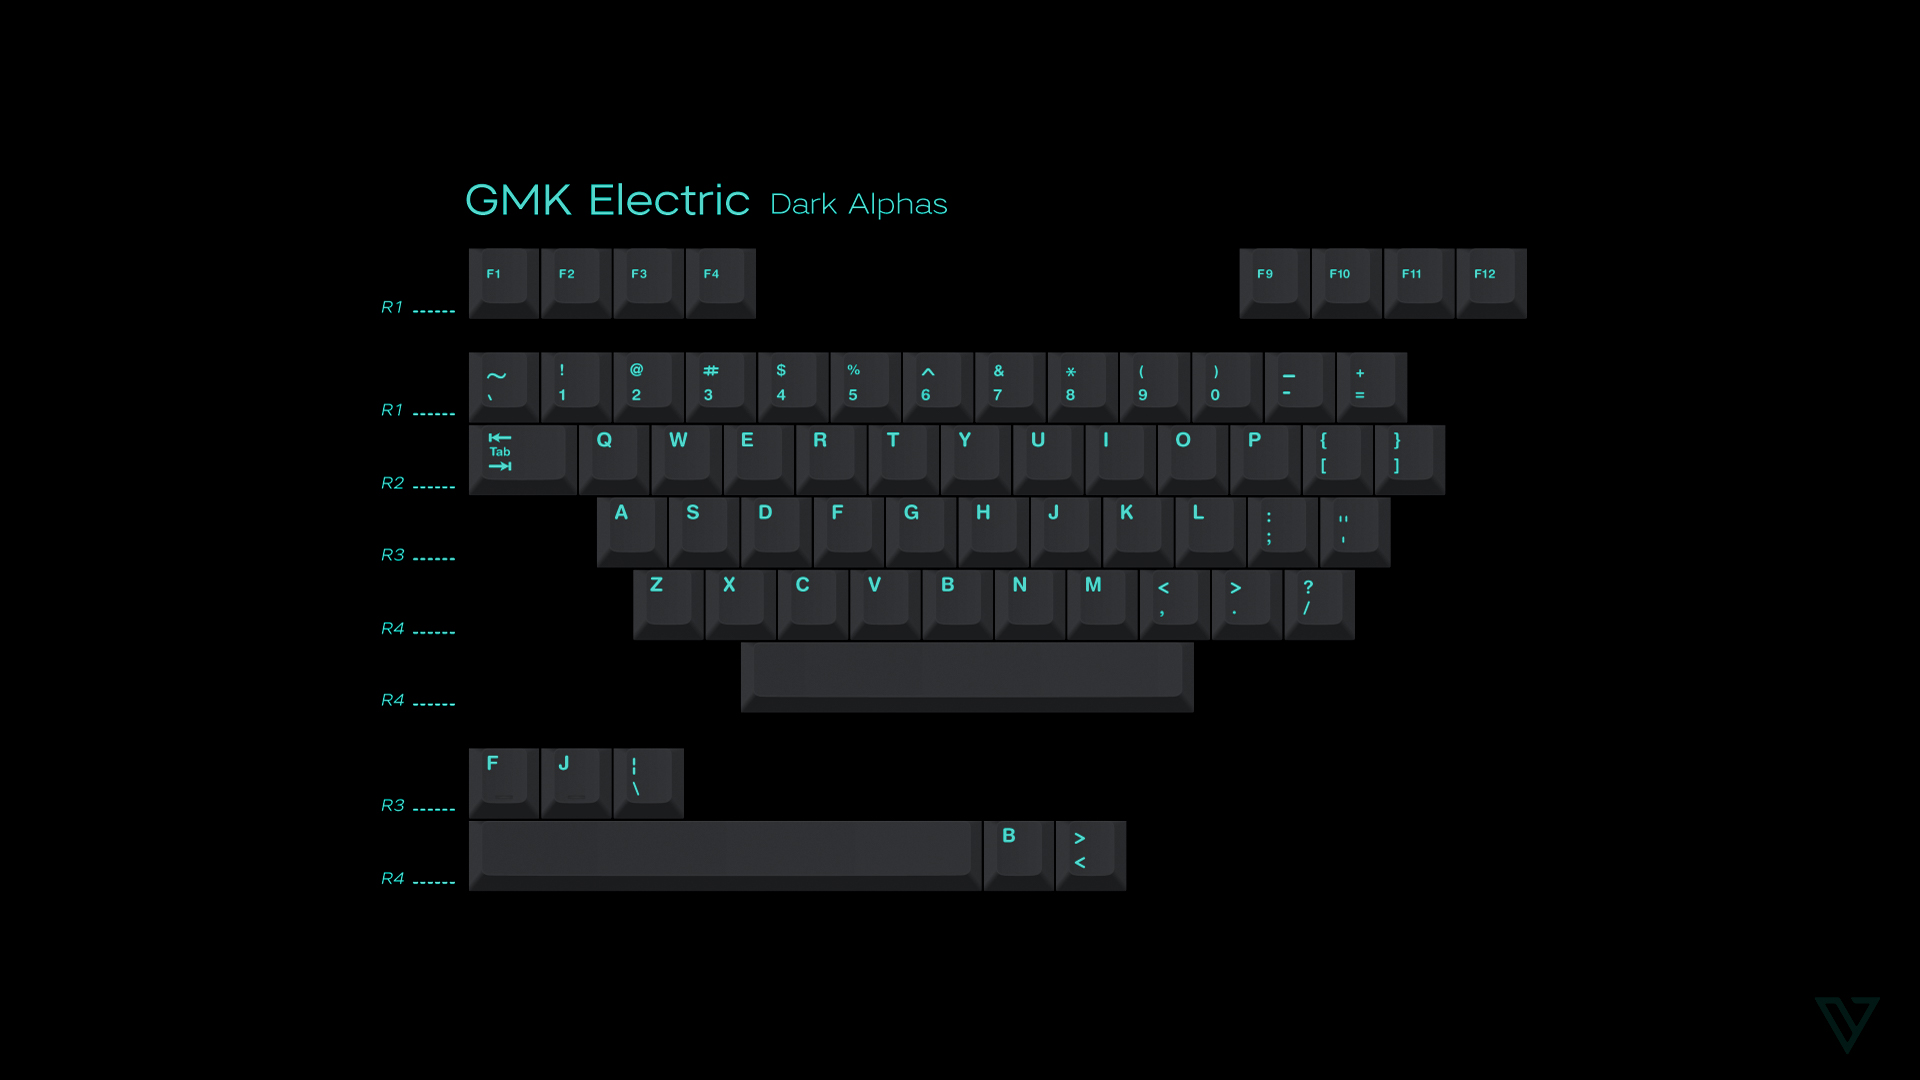 GMK Electric Dark Alphas
F1 F2 F3 F4 F9 F10 F11 F12
R1
~ ! @ # $ % ^ & * ( ) _ +
` 1 2 3 4 5 6 7 8 9 0 - =
R1
Tab Q W E R T Y U I O P { }
[ ]
R2
A S D F G H J K L : "
; '
R3
Z X C V B N M < > ?
, . /
R4
R4
F J ¦
\
R3
B >
<
R4